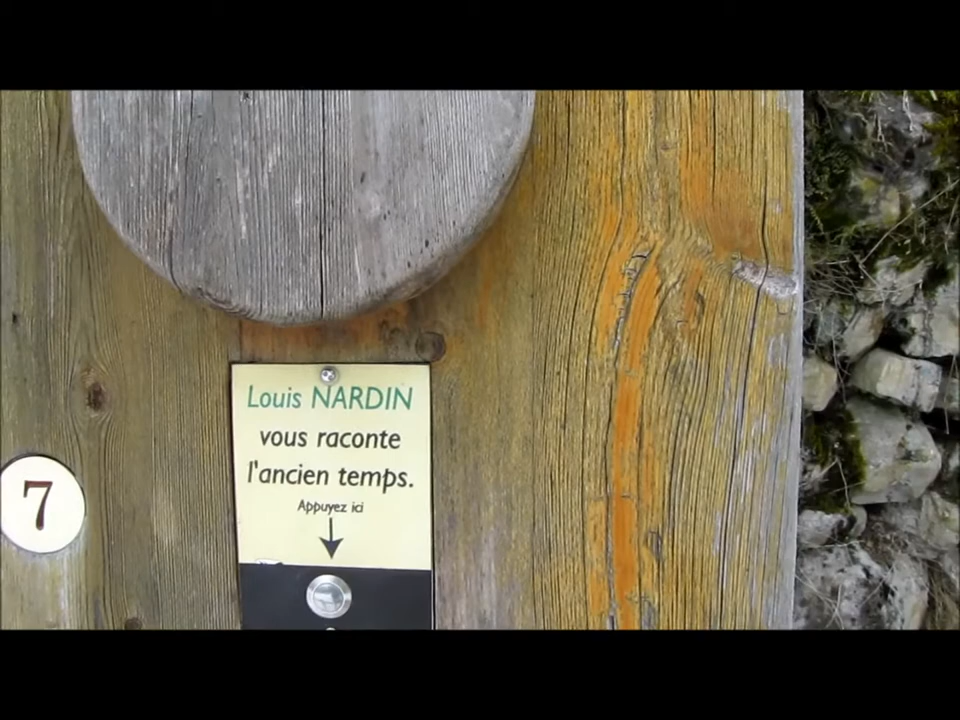 Louis NARDIN
vous raconte
l'ancien temps.
Appuyez ici
7